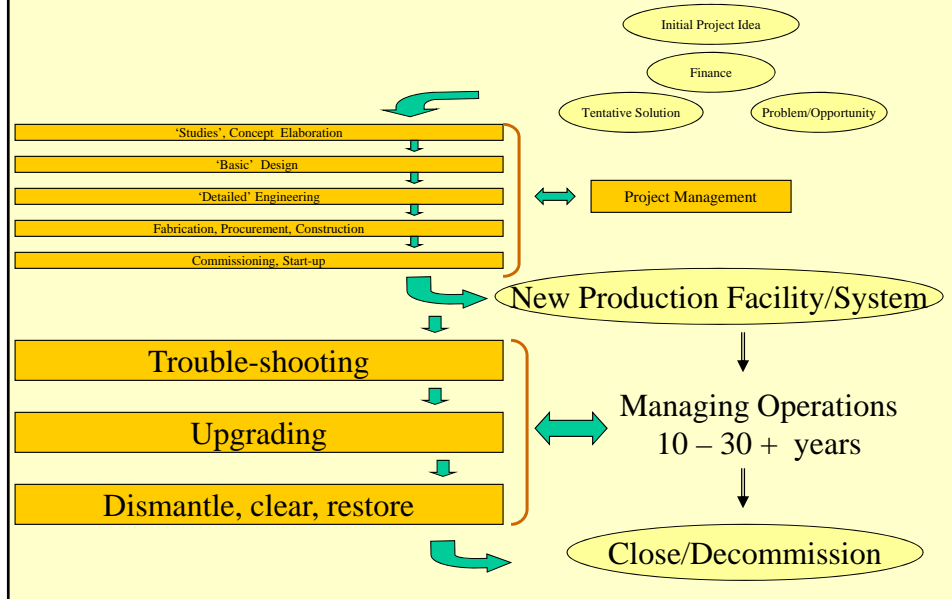 Initial Project Idea
Finance
Tentative Solution
Problem/Opportunity
‘Studies’, Concept Elaboration
‘Basic’ Design
‘Detailed’ Engineering
Project Management
Fabrication, Procurement, Construction
Commissioning, Start-up
New Production Facility/System
Trouble-shooting
Upgrading
Managing Operations
10 – 30 + years
Dismantle, clear, restore
Close/Decommission